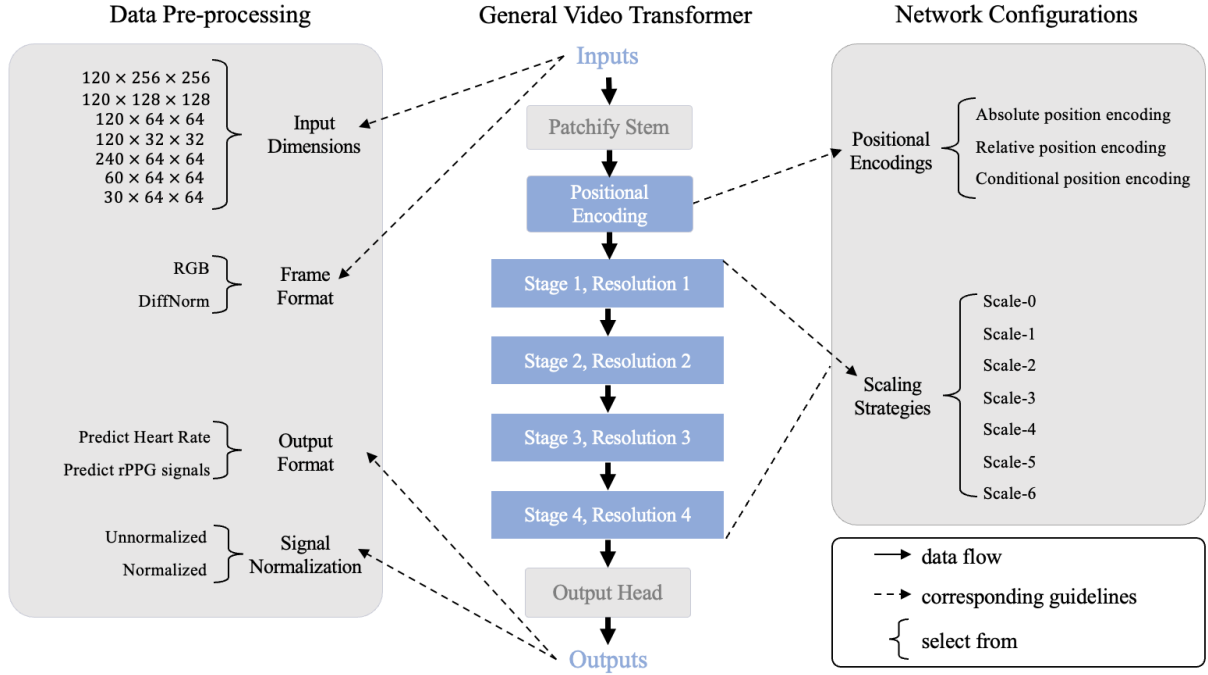 Data Pre-processing
120 × 256 × 256
120 × 128 × 128
120 × 64 × 64
120 × 32 × 32
240 × 64 × 64
60 × 64 × 64
30 × 64 × 64
Input
Dimensions
RGB
DiffNorm
Frame
Format
Predict Heart Rate
Predict rPPG signals
Output
Format
Unnormalized
Normalized
Signal
Normalization
General Video Transformer
Inputs
Patchify Stem
Positional
Encoding
Stage 1, Resolution 1
Stage 2, Resolution 2
Stage 3, Resolution 3
Stage 4, Resolution 4
Output Head
Outputs
Network Configurations
Positional
Encodings
Absolute position encoding
Relative position encoding
Conditional position encoding
Scaling
Strategies
Scale-0
Scale-1
Scale-2
Scale-3
Scale-4
Scale-5
Scale-6
data flow
corresponding guidelines
select from